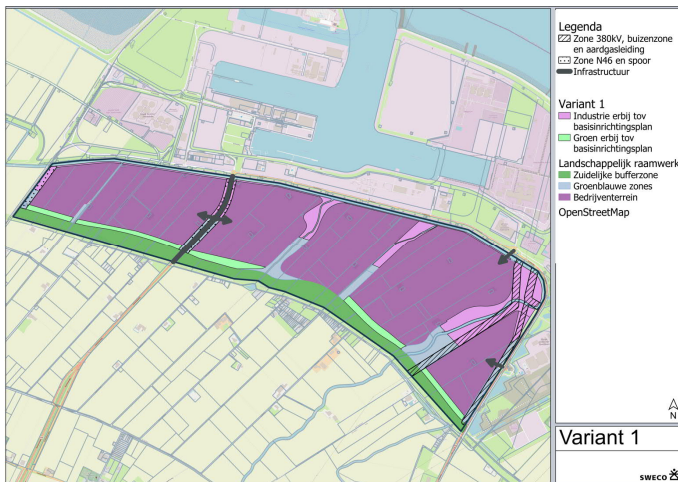 Legenda
Zone 380kV, buizenzone
en aardgasleiding
Zone N46 en spoor
Infrastructuur
Variant 1
Industrie erbij tov
basisinrichtingsplan
Groen erbij tov
basisinrichtingsplan
Landschappelijk raamwerk
Zuidelijke bufferzone
Groenblauwe zones
Bedrijventerrein
OpenStreetMap
N
Variant 1
SWECO